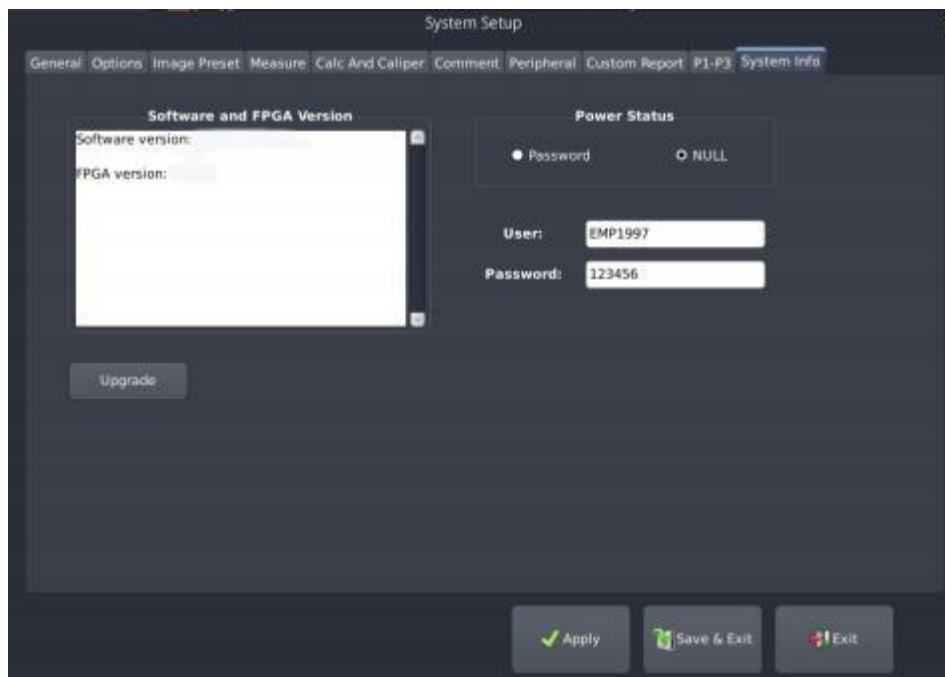 System Setup
General Options Image Preset Measure Calc And Caliper Comment Peripheral Custom Report P1-P3 System Info
Software and FPGA Version
Software version:
FPGA version:
Power Status
Password NULL
User: EMP1997
Password: 123456
Upgrade
Apply Save & Exit Exit